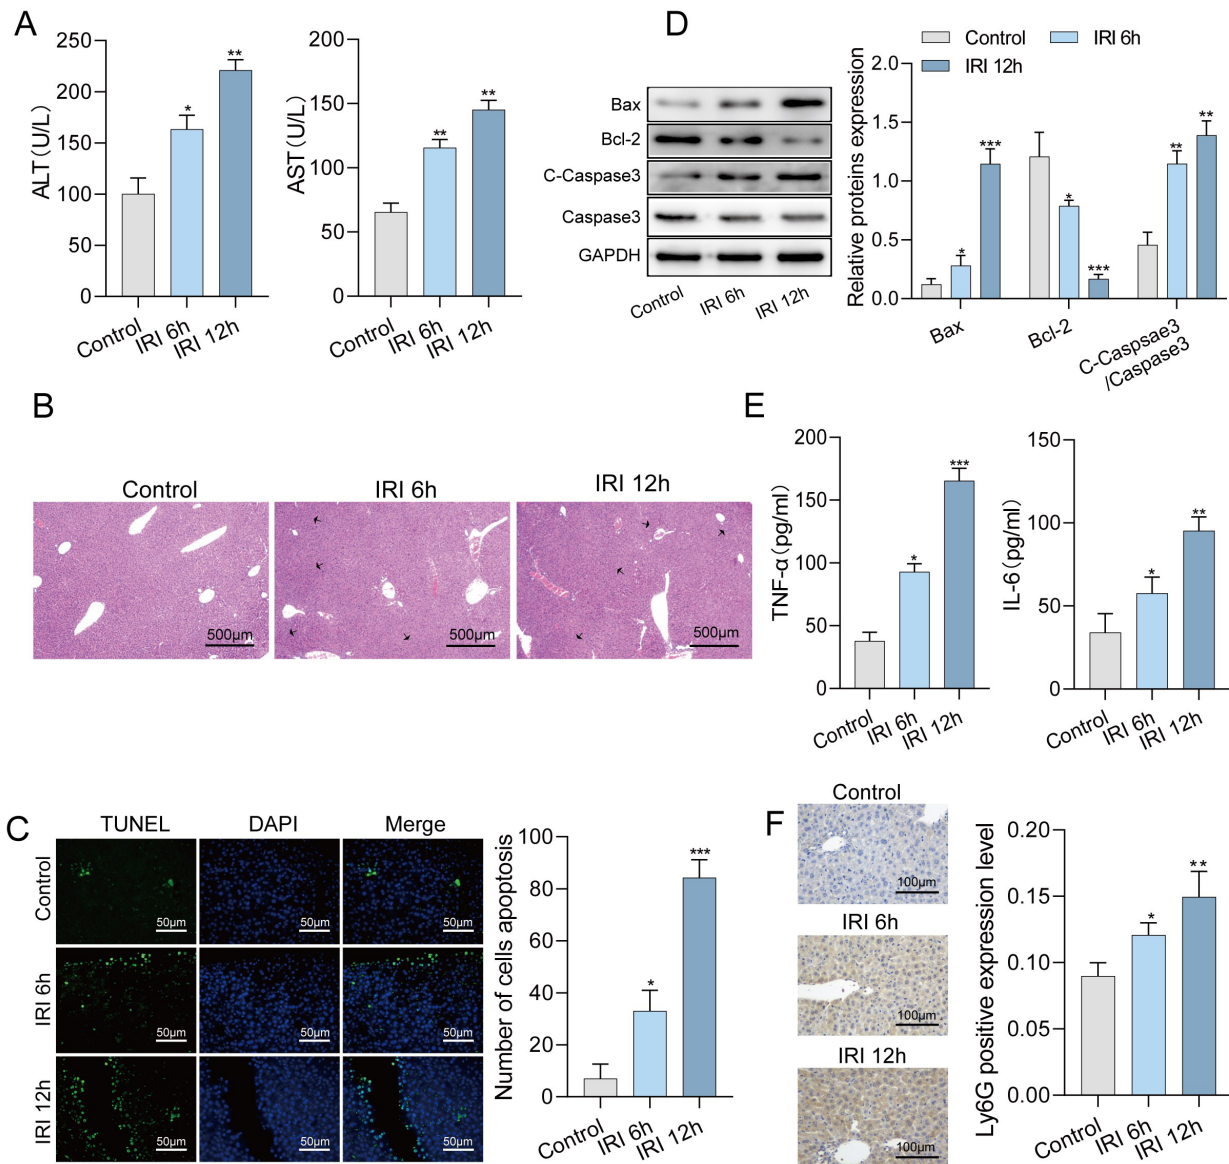 A
ALT (U/L)
250
200
150
100
50
0
*
**
Control
IRI 6h
IRI 12h
AST (U/L)
200
150
100
50
0
**
**
Control
IRI 6h
IRI 12h
D
Bax
Bcl-2
C-Caspase3
Caspase3
GAPDH
Control
IRI 6h
IRI 12h
Control
IRI 6h
IRI 12h
Relative proteins expression
2.0
1.5
1.0
0.5
0.0
*
***
*
***
**
**
Bax
Bcl-2
C-Caspsae3
/Caspase3
B
Control
IRI 6h
IRI 12h
500μm
500μm
500μm
E
TNF-α(pg/ml)
200
150
100
50
0
*
***
Control
IRI 6h
IRI 12h
IL-6(pg/ml)
150
100
50
0
*
**
Control
IRI 6h
IRI 12h
C
TUNEL
DAPI
Merge
Control
50μm
50μm
50μm
IRI 6h
50μm
50μm
50μm
IRI 12h
50μm
50μm
50μm
Number of cells apoptosis
100
80
60
40
20
0
*
***
Control
IRI 6h
IRI 12h
F
Control
100μm
IRI 6h
100μm
IRI 12h
100μm
Ly6G positive expression level
0.20
0.15
0.10
0.05
0.00
*
**
Control
IRI 6h
IRI 12h